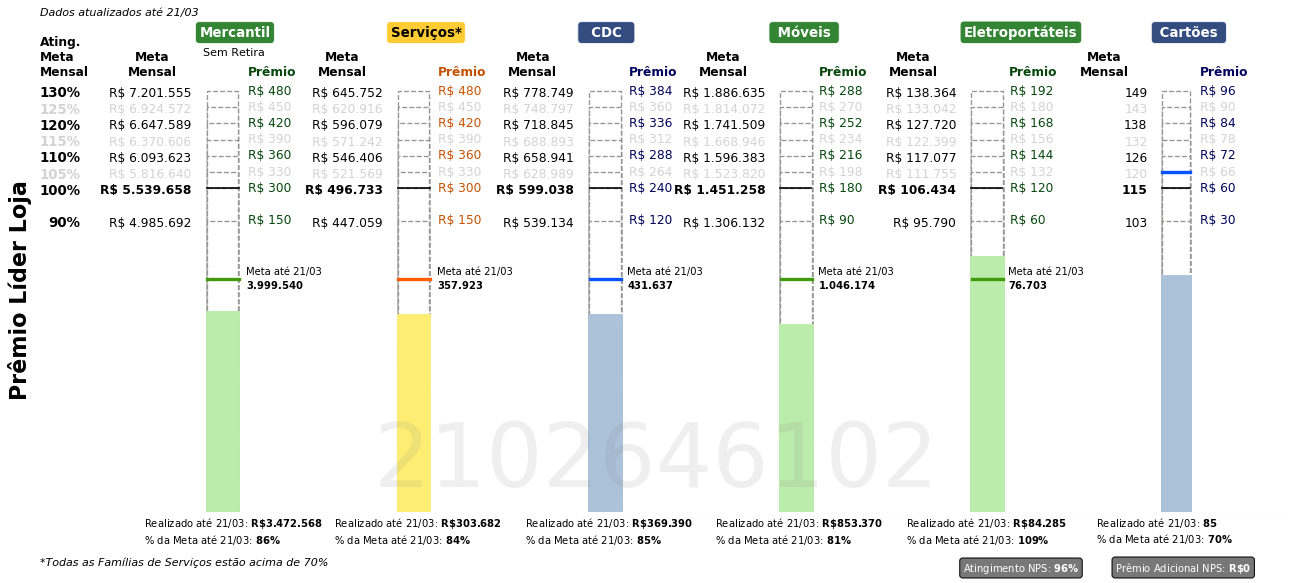 Dados atualizados até 21/03
Mercantil Serviços* CDC Móveis Eletroportáteis Cartões
Sem Retira
Ating. Meta Mensal
Meta Mensal Prêmio Meta Mensal Prêmio Meta Mensal Prêmio Meta Mensal Prêmio Meta Mensal Prêmio Meta Mensal Prêmio
130% R$ 7.201.555 R$ 480 R$ 645.752 R$ 480 R$ 778.749 R$ 384 R$ 1.886.635 R$ 288 R$ 138.364 R$ 192 149 R$ 96
125% R$ 6.924.572 R$ 450 R$ 620.916 R$ 450 R$ 748.797 R$ 360 R$ 1.814.072 R$ 270 R$ 133.042 R$ 180 143 R$ 90
120% R$ 6.647.589 R$ 420 R$ 596.079 R$ 420 R$ 718.845 R$ 336 R$ 1.741.509 R$ 252 R$ 127.720 R$ 168 138 R$ 84
115% R$ 6.370.606 R$ 390 R$ 571.242 R$ 390 R$ 688.893 R$ 312 R$ 1.668.946 R$ 234 R$ 122.399 R$ 156 132 R$ 78
110% R$ 6.093.623 R$ 360 R$ 546.406 R$ 360 R$ 658.941 R$ 288 R$ 1.596.383 R$ 216 R$ 117.077 R$ 144 126 R$ 72
105% R$ 5.816.640 R$ 330 R$ 521.569 R$ 330 R$ 628.989 R$ 264 R$ 1.523.820 R$ 198 R$ 111.755 R$ 132 120 R$ 66
100% R$ 5.539.658 R$ 300 R$ 496.733 R$ 300 R$ 599.038 R$ 240 R$ 1.451.258 R$ 180 R$ 106.434 R$ 120 115 R$ 60
90% R$ 4.985.692 R$ 150 R$ 447.059 R$ 150 R$ 539.134 R$ 120 R$ 1.306.132 R$ 90 R$ 95.790 R$ 60 103 R$ 30
Prêmio Líder Loja
Meta até 21/03 Meta até 21/03 Meta até 21/03 Meta até 21/03 Meta até 21/03
3.999.540 357.923 431.637 1.046.174 76.703
2102646102
Realizado até 21/03: R$3.472.568 Realizado até 21/03: R$303.682 Realizado até 21/03: R$369.390 Realizado até 21/03: R$853.370 Realizado até 21/03: R$84.285 Realizado até 21/03: 85
% da Meta até 21/03: 86% % da Meta até 21/03: 84% % da Meta até 21/03: 85% % da Meta até 21/03: 81% % da Meta até 21/03: 109% % da Meta até 21/03: 70%
*Todas as Famílias de Serviços estão acima de 70%
Atingimento NPS: 96% Prêmio Adicional NPS: R$0